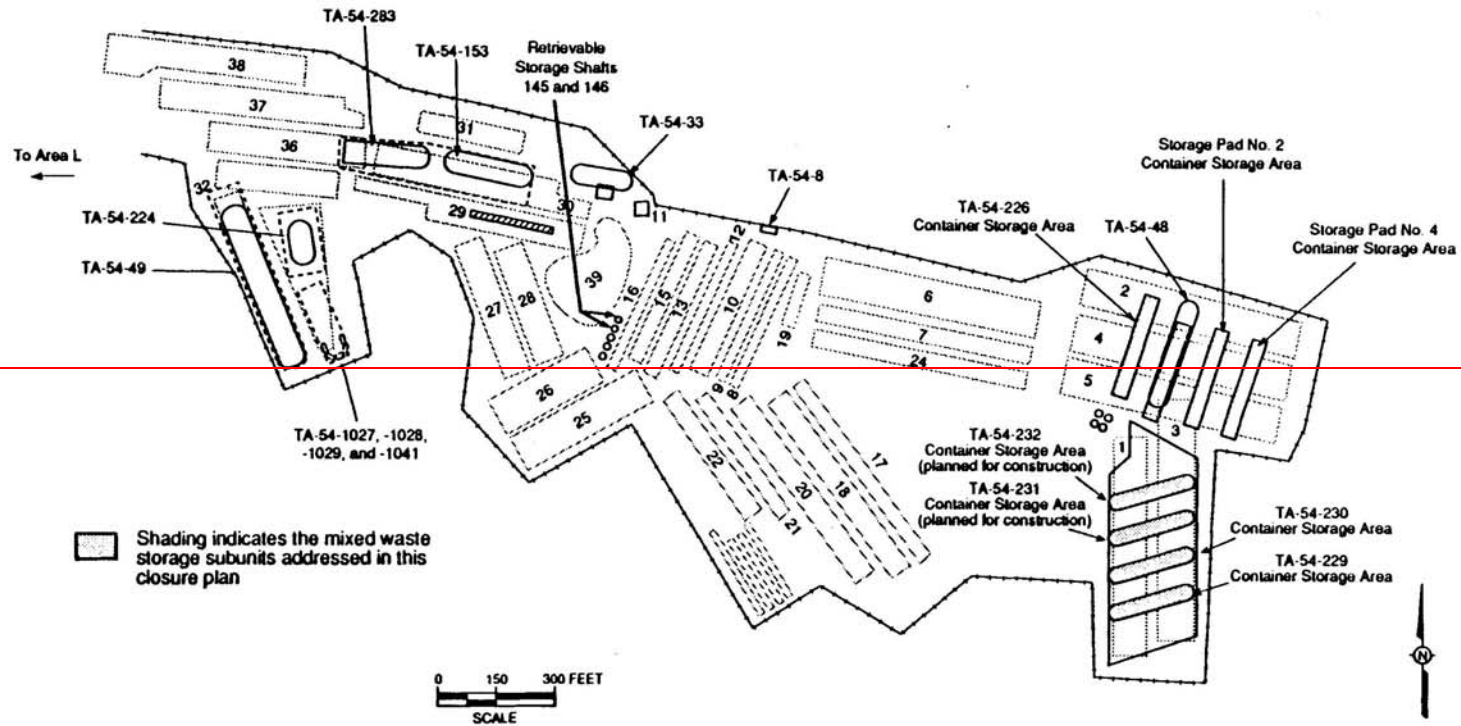 TA-54-283
TA-54-153
Retrievable
Storage Shafts
145 and 146
38
37
36
31
TA-54-33
To Area L
32
TA-54-224
TA-54-49
29
30
11
TA-54-8
12
Storage Pad No. 2
Container Storage Area
TA-54-226
Container Storage Area
TA-54-48
Storage Pad No. 4
Container Storage Area
27
28
39
16
15
13
10
19
6
7
24
2
4
5
3
1
26
25
9
8
22
21
20
18
17
TA-54-1027, -1028,
-1029, and -1041
TA-54-232
Container Storage Area
(planned for construction)
TA-54-231
Container Storage Area
(planned for construction)
TA-54-230
Container Storage Area
TA-54-229
Container Storage Area
Shading indicates the mixed waste
storage subunits addressed in this
closure plan
0 150 300 FEET
SCALE
N